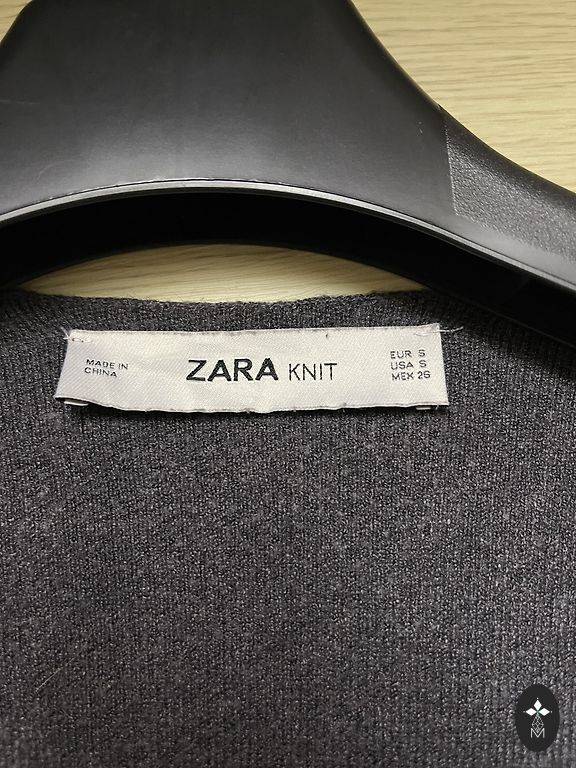 MADE IN
CHINA
ZARA KNIT
EUR S
USA S
MEX 26
M